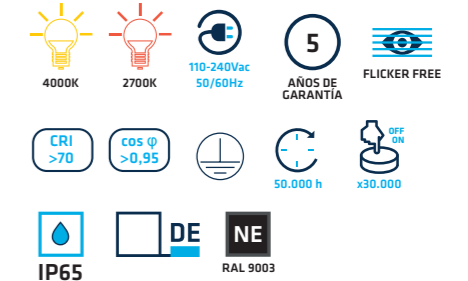 4000K
2700K
110-240Vac
50/60Hz
5
AÑOS DE
GARANTÍA
FLICKER FREE
CRI
>70
cos φ
>0,95
50.000 h
OFF
ON
x30.000
IP65
DE
NE
RAL 9003